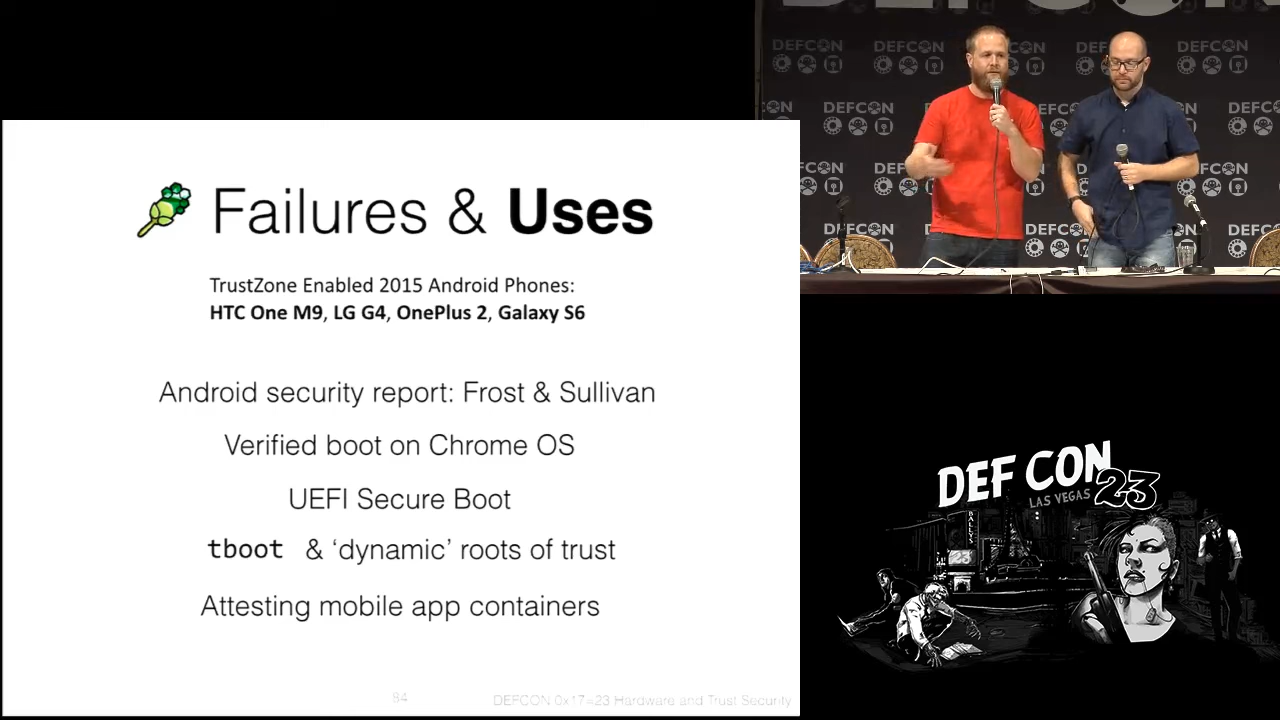 Failures & Uses
TrustZone Enabled 2015 Android Phones:
HTC One M9, LG G4, OnePlus 2, Galaxy S6
Android security report: Frost & Sullivan
Verified boot on Chrome OS
UEFI Secure Boot
tboot & ‘dynamic’ roots of trust
Attesting mobile app containers
84
DEFCON 0x17=23 Hardware and Trust Security
DEFCON
DEFCON
DEFCON
DEFCON
DEFCON
DEFCON
DEFCON
DEFCON
DEF CON
LAS VEGAS 23
BALLYS
23